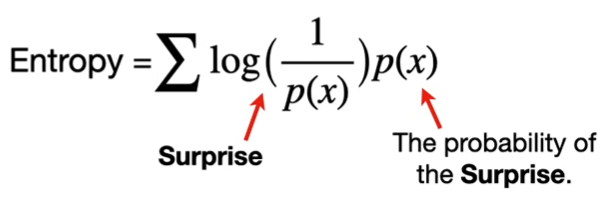 Entropy = ∑ log(1/p(x))p(x)
Surprise
The probability of
the Surprise.